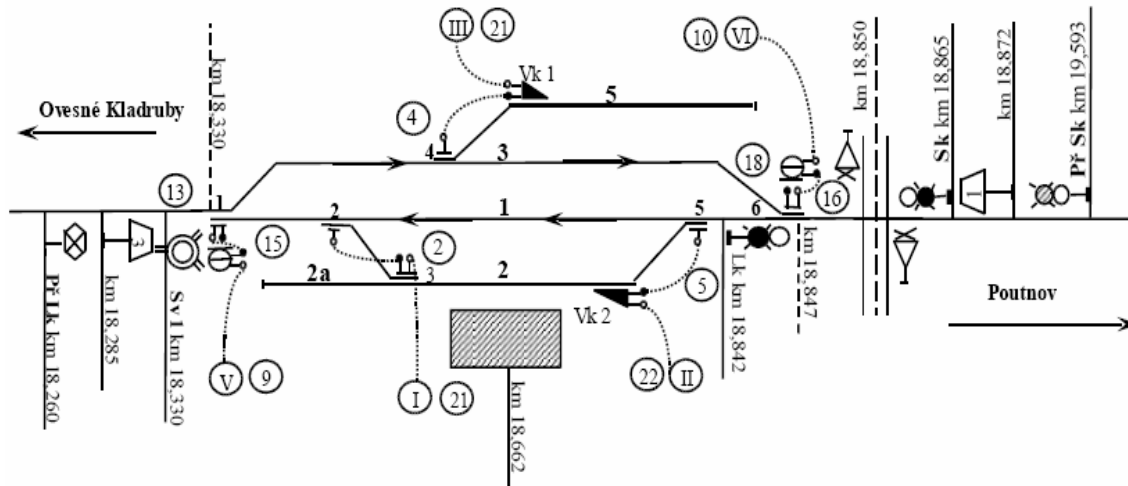 III
21
10
VI
km 18,850
Vk 1
km 18,330
5
Sk km 18,865
km 18,872
Př Sk km 19,593
Ovesné Kladruby
4
4
3
18
13
1
16
1
1
2
5
6
3
15
2
2a
3
2
5
Vk 2
Poutnov
Př Lk km 18,260
km 18,285
Sv 1 km 18,330
V
9
I
21
22
II
Lk km 18,842
km 18,847
km 18,662